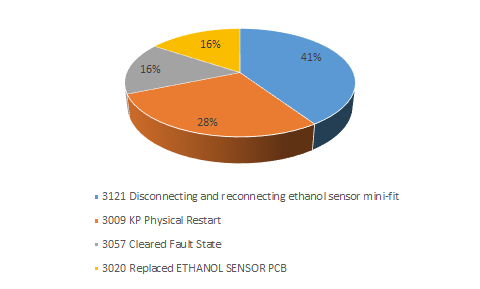 16%
41%
16%
28%
3121 Disconnecting and reconnecting ethanol sensor mini-fit
3009 KP Physical Restart
3057 Cleared Fault State
3020 Replaced ETHANOL SENSOR PCB